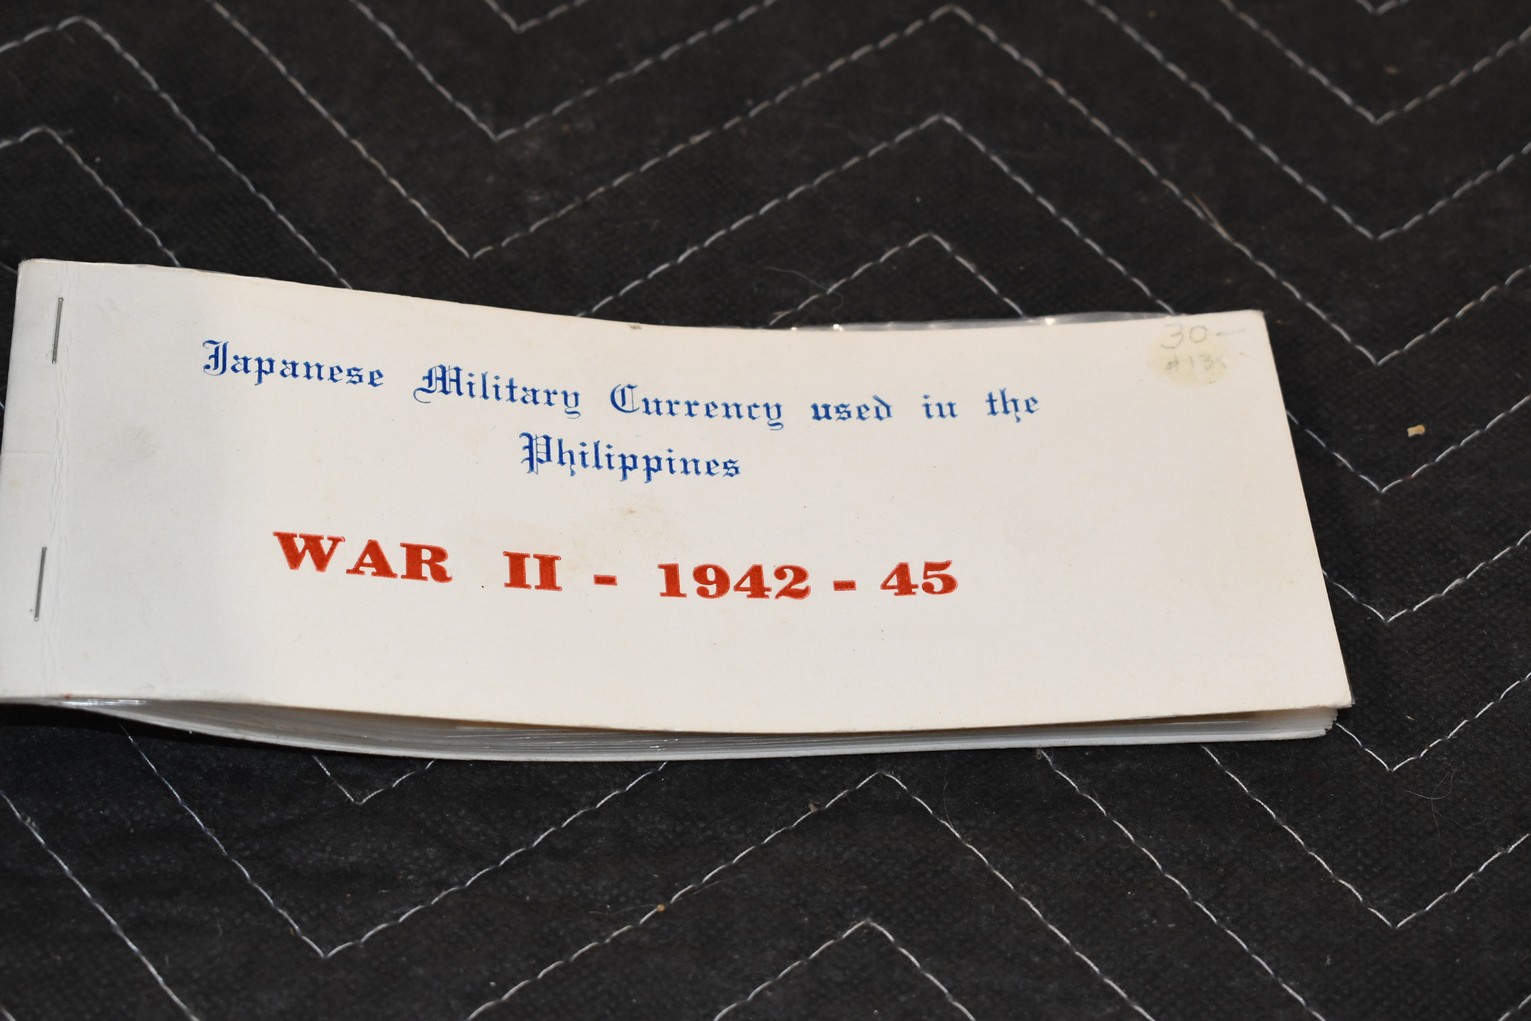 30-
Japanese Military Currency used in the
Philippines
WAR II - 1942 - 45